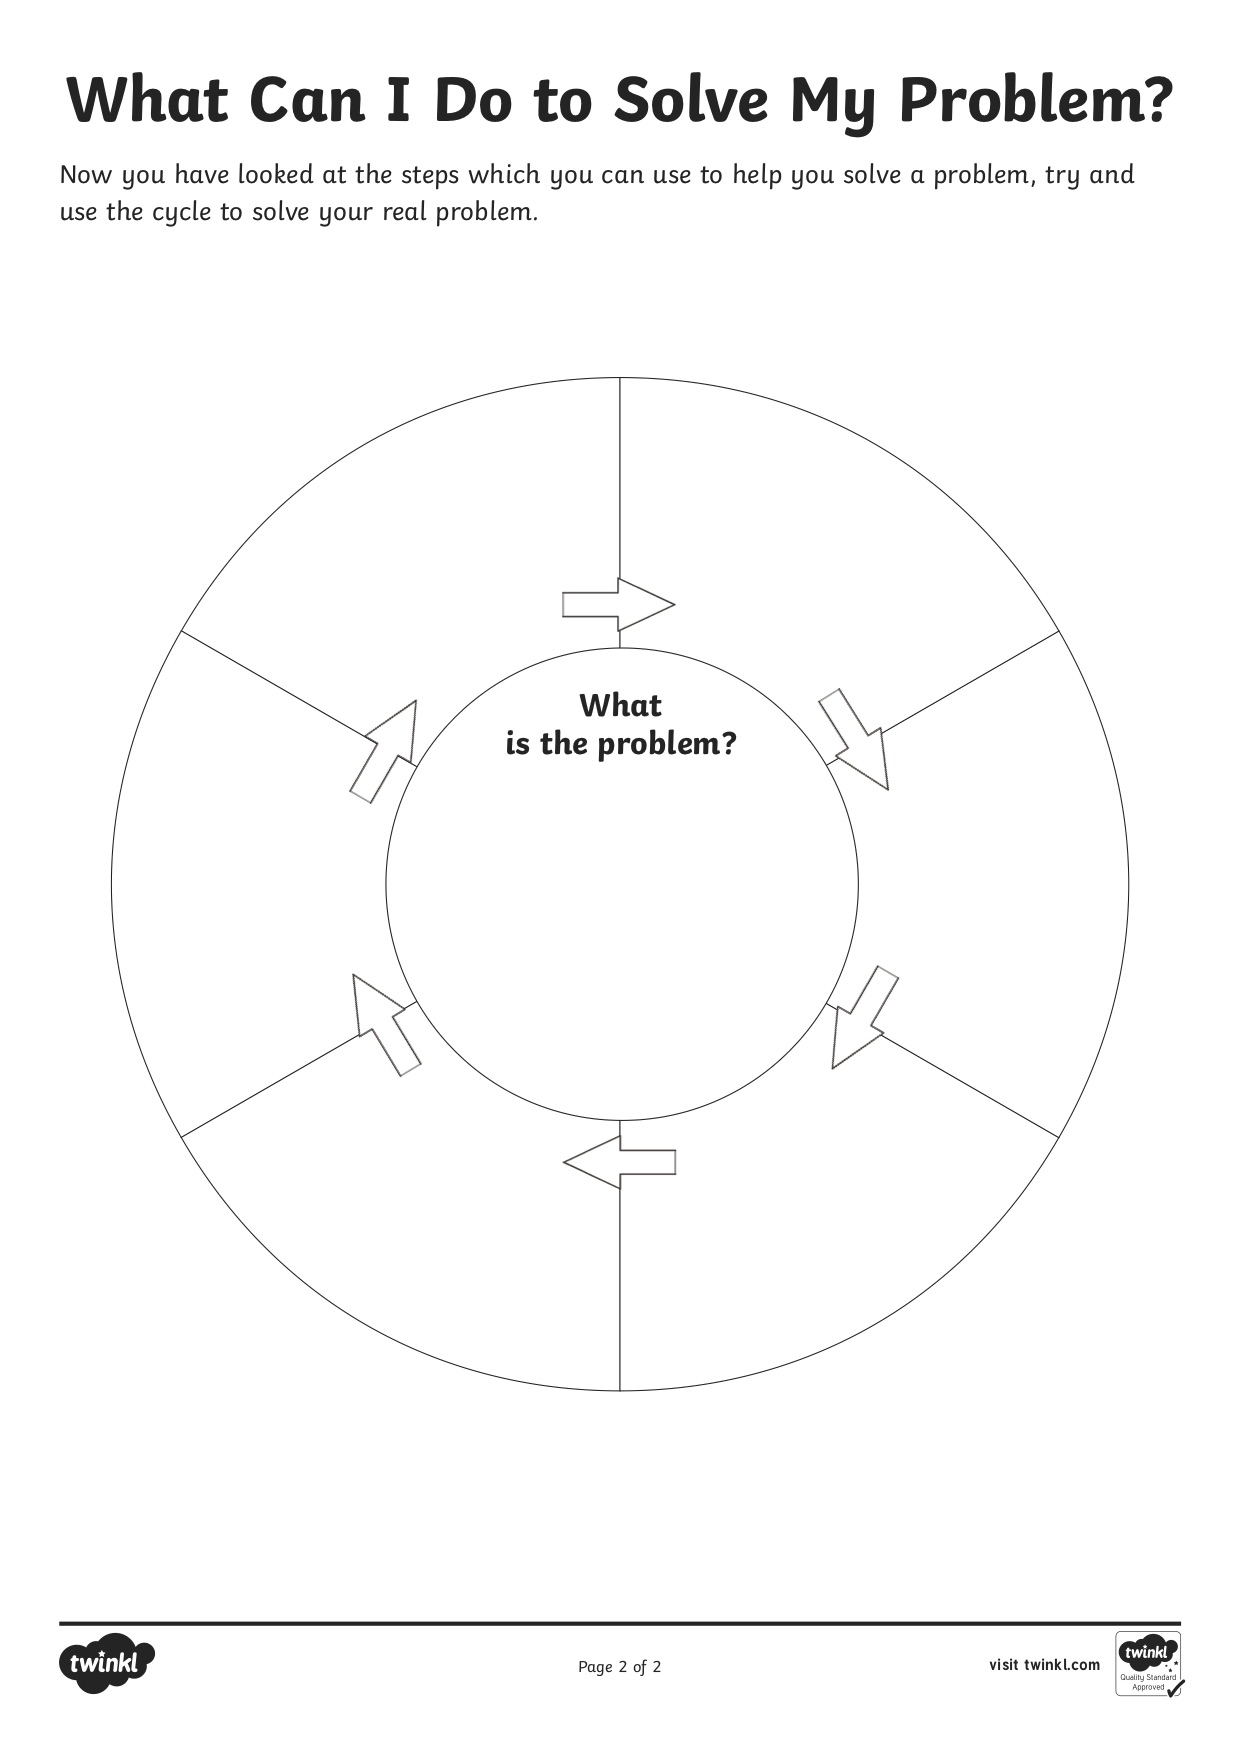 What Can I Do to Solve My Problem?
Now you have looked at the steps which you can use to help you solve a problem, try and
use the cycle to solve your real problem.
What
is the problem?
twinkl
Page 2 of 2
visit twinkl.com
twinkl
Quality Standard
Approved